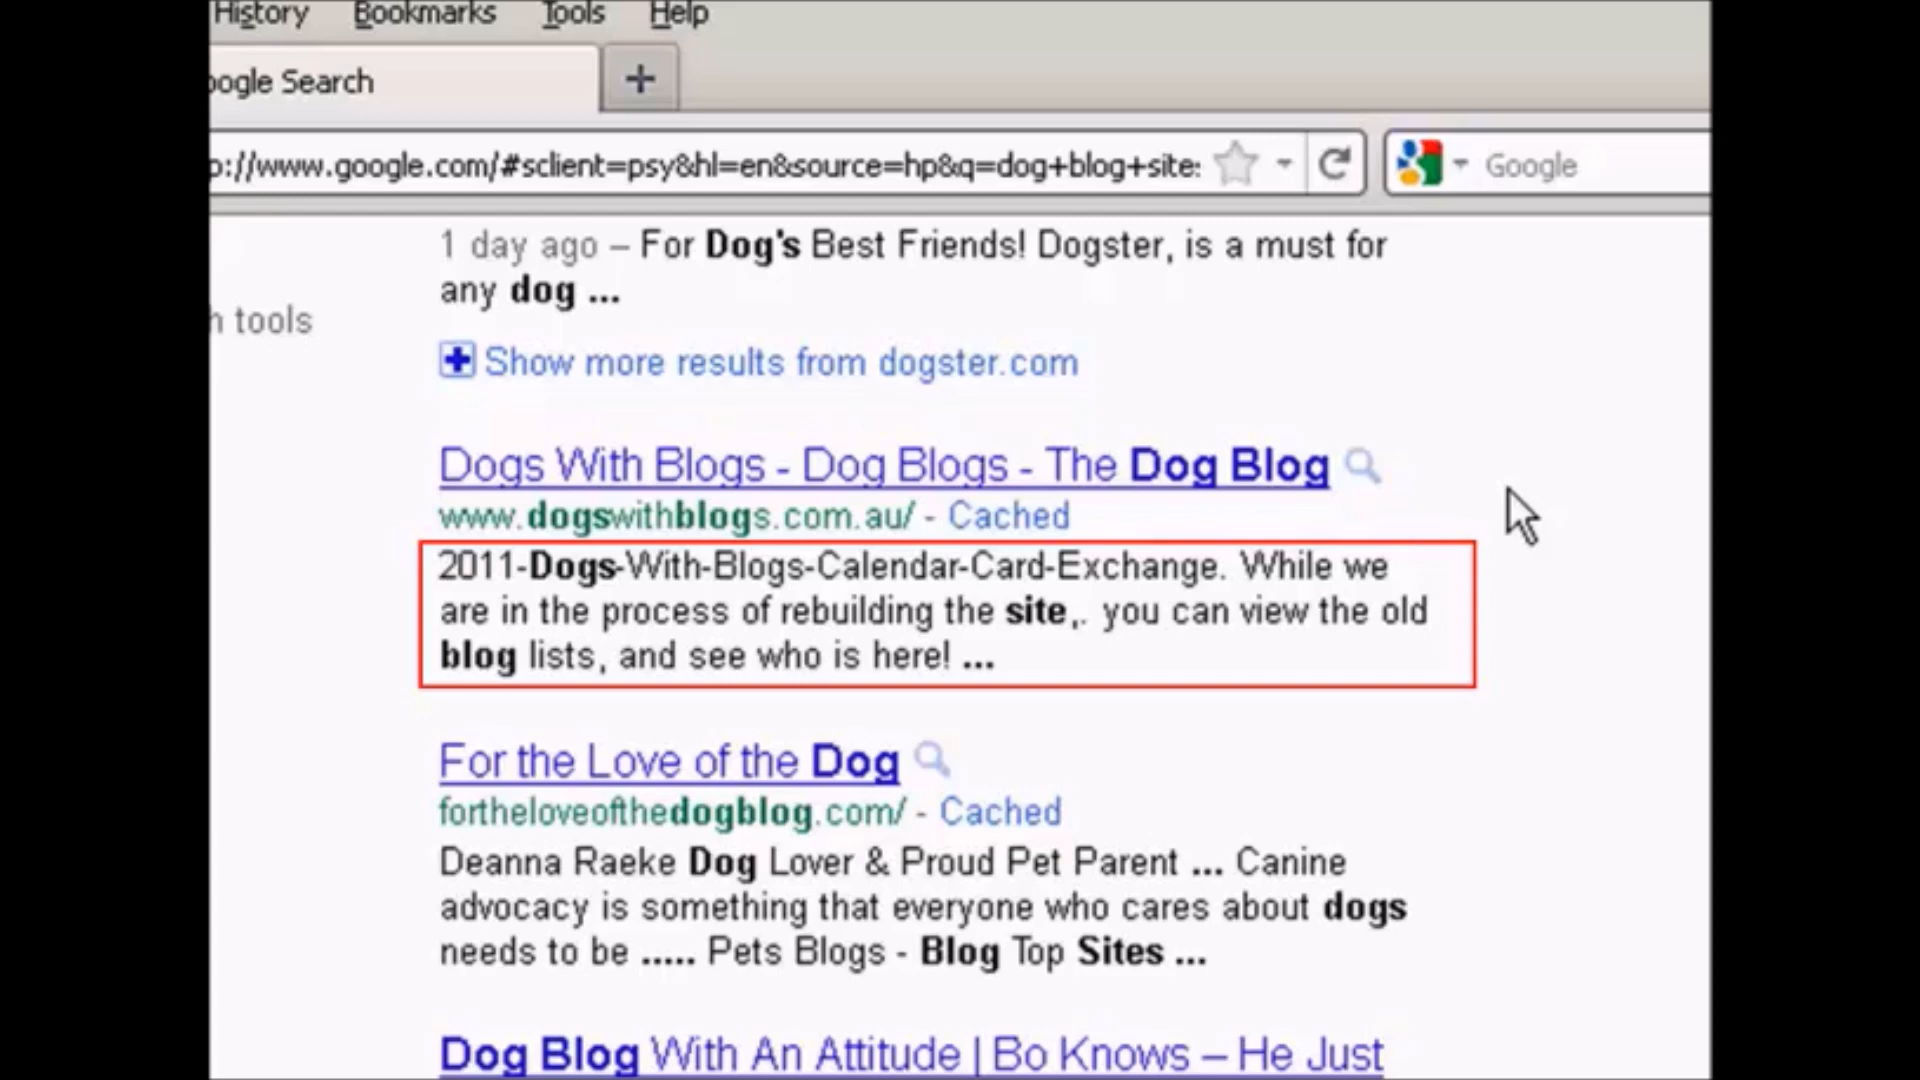 History Bookmarks Tools Help
oogle Search
p://www.google.com/#sclient=psy&hl=en&source=hp&q=dog+blog+site: Google
1 day ago – For Dog's Best Friends! Dogster, is a must for
any dog ...
h tools
Show more results from dogster.com
Dogs With Blogs - Dog Blogs - The Dog Blog
www.dogswithblogs.com.au/ - Cached
2011-Dogs-With-Blogs-Calendar-Card-Exchange. While we
are in the process of rebuilding the site,. you can view the old
blog lists, and see who is here! ...
For the Love of the Dog
fortheloveofthedogblog.com/ - Cached
Deanna Raeke Dog Lover & Proud Pet Parent ... Canine
advocacy is something that everyone who cares about dogs
needs to be ..... Pets Blogs - Blog Top Sites ...
Dog Blog With An Attitude | Bo Knows – He Just